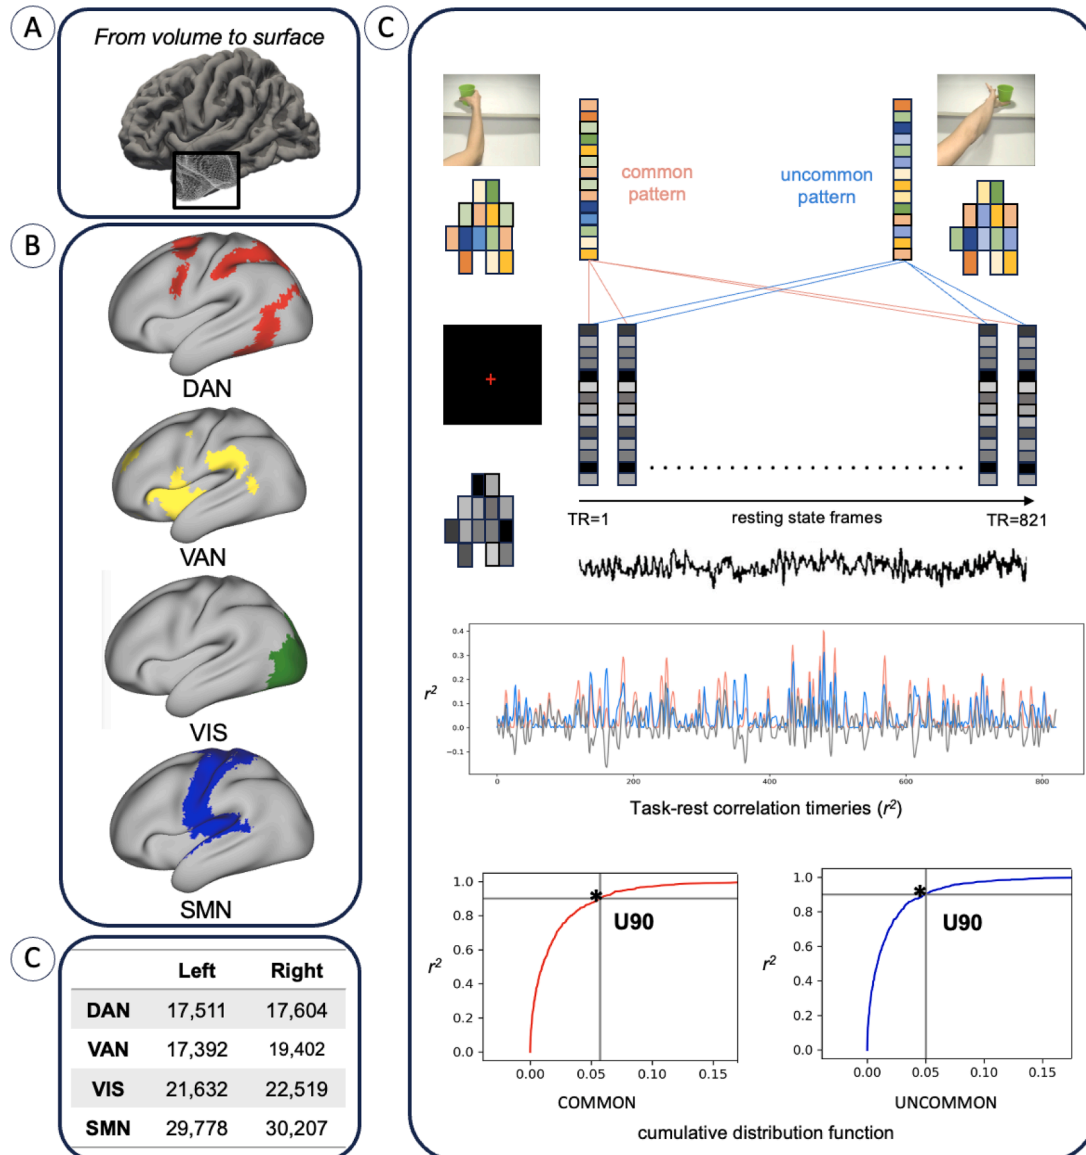 A
From volume to surface
B
DAN
VAN
VIS
SMN
C
Left Right
DAN 17,511 17,604
VAN 17,392 19,402
VIS 21,632 22,519
SMN 29,778 30,207
C
common
pattern
uncommon
pattern
TR=1 resting state frames TR=821
r²
0.4
0.3
0.2
0.1
0.0
−0.1
0 200 400 600 800
Task-rest correlation timeries (r²)
r²
1.0
0.8
0.6
0.4
0.2
0.0
* U90
0.00 0.05 0.10 0.15
COMMON
r²
1.0
0.8
0.6
0.4
0.2
0.0
* U90
0.00 0.05 0.10 0.15
UNCOMMON
cumulative distribution function